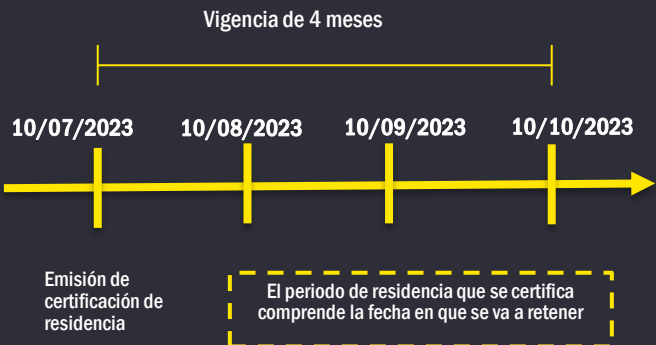 Vigencia de 4 meses
10/07/2023 10/08/2023 10/09/2023 10/10/2023
Emisión de
certificación de
residencia
El periodo de residencia que se certifica
comprende la fecha en que se va a retener